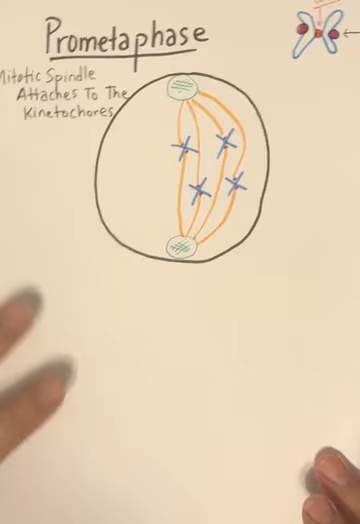 Prometaphase
Mitotic Spindle
Attaches To The
Kinetochores